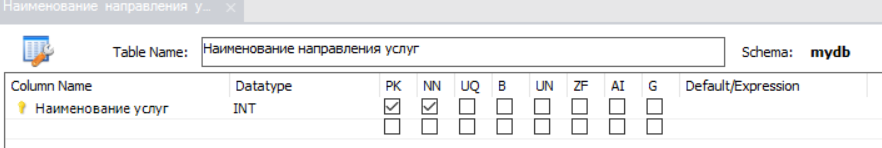 Наименование направления у...
Table Name: Наименование направления услуг Schema: mydb
Column Name Datatype PK NN UQ B UN ZF AI G Default/Expression
Наименование услуг INT